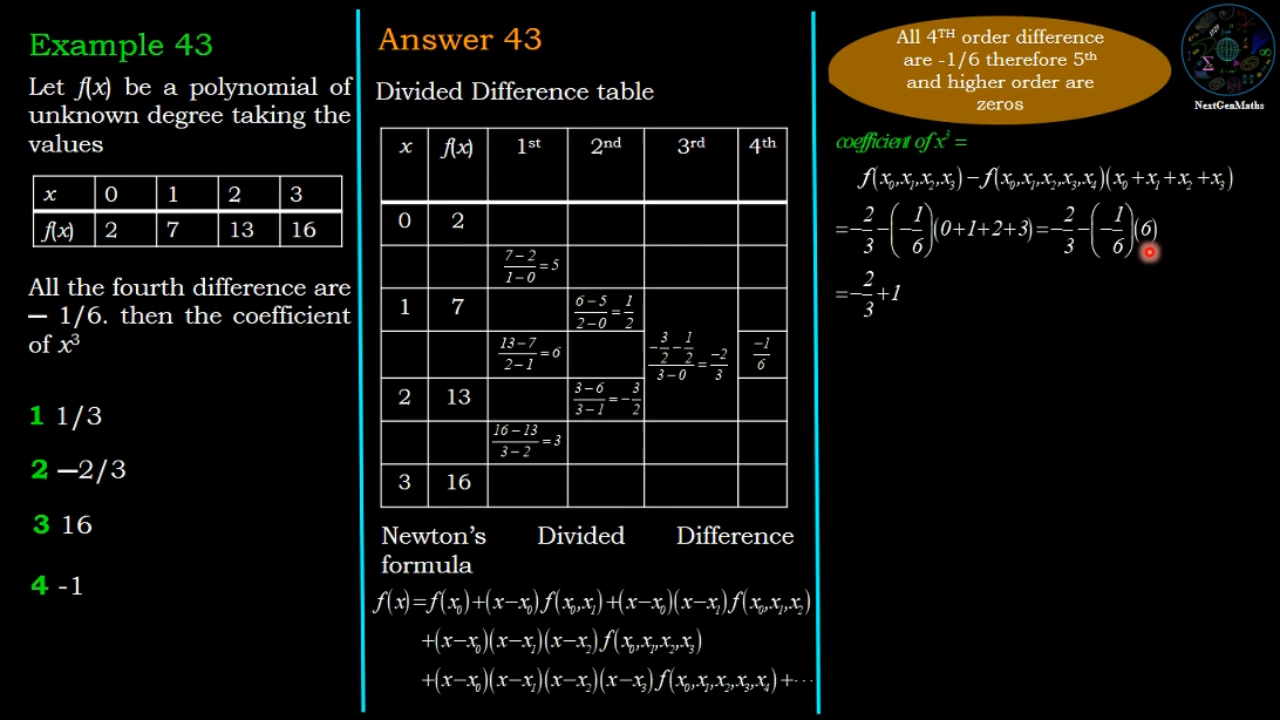 Example 43
Let f(x) be a polynomial of
unknown degree taking the
values
x 0 1 2 3
f(x) 2 7 13 16
All the fourth difference are
– 1/6. then the coefficient
of x³
1 1/3
2 –2/3
3 16
4 -1
Answer 43
Divided Difference table
x f(x) 1st 2nd 3rd 4th
0 2
(7−2)/(1−0)=5
1 7 (6−5)/(2−0)=1/2
(13−7)/(2−1)=6 (−3/2−1/2)/(3−0)=−2/3 −1/6
2 13 (3−6)/(3−1)=−3/2
(16−13)/(3−2)=3
3 16
Newton's Divided Difference
formula
f(x)=f(x₀)+(x−x₀)f(x₀,x₁)+(x−x₀)(x−x₁)f(x₀,x₁,x₂)
+(x−x₀)(x−x₁)(x−x₂)f(x₀,x₁,x₂,x₃)
+(x−x₀)(x−x₁)(x−x₂)(x−x₃)f(x₀,x₁,x₂,x₃,x₄)+⋯
All 4TH order difference
are -1/6 therefore 5th
and higher order are
zeros
NextGenMaths
coefficient of x³ =
f(x₀,x₁,x₂,x₃)−f(x₀,x₁,x₂,x₃,x₄)(x₀+x₁+x₂+x₃)
=−2/3−(−1/6)(0+1+2+3)=−2/3−(−1/6)(6)
=−2/3+1